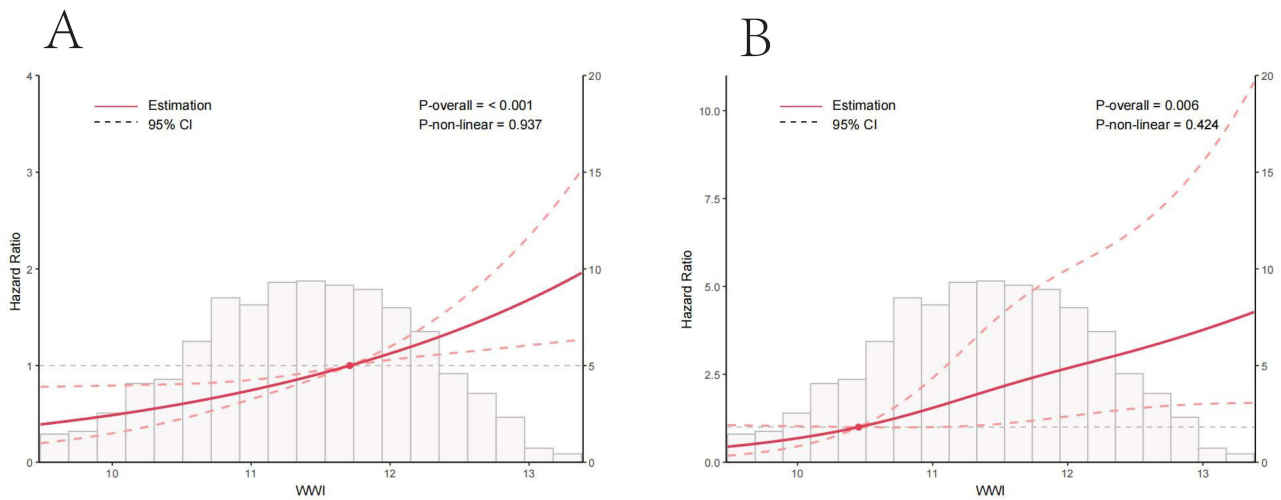 A
4
3
2
1
0
Hazard Ratio
Estimation
95% CI
P-overall = < 0.001
P-non-linear = 0.937
20
15
10
5
0
10
11
12
13
WWI
B
10.0
7.5
5.0
2.5
0.0
Hazard Ratio
Estimation
95% CI
P-overall = 0.006
P-non-linear = 0.424
20
15
10
5
0
10
11
12
13
WWI